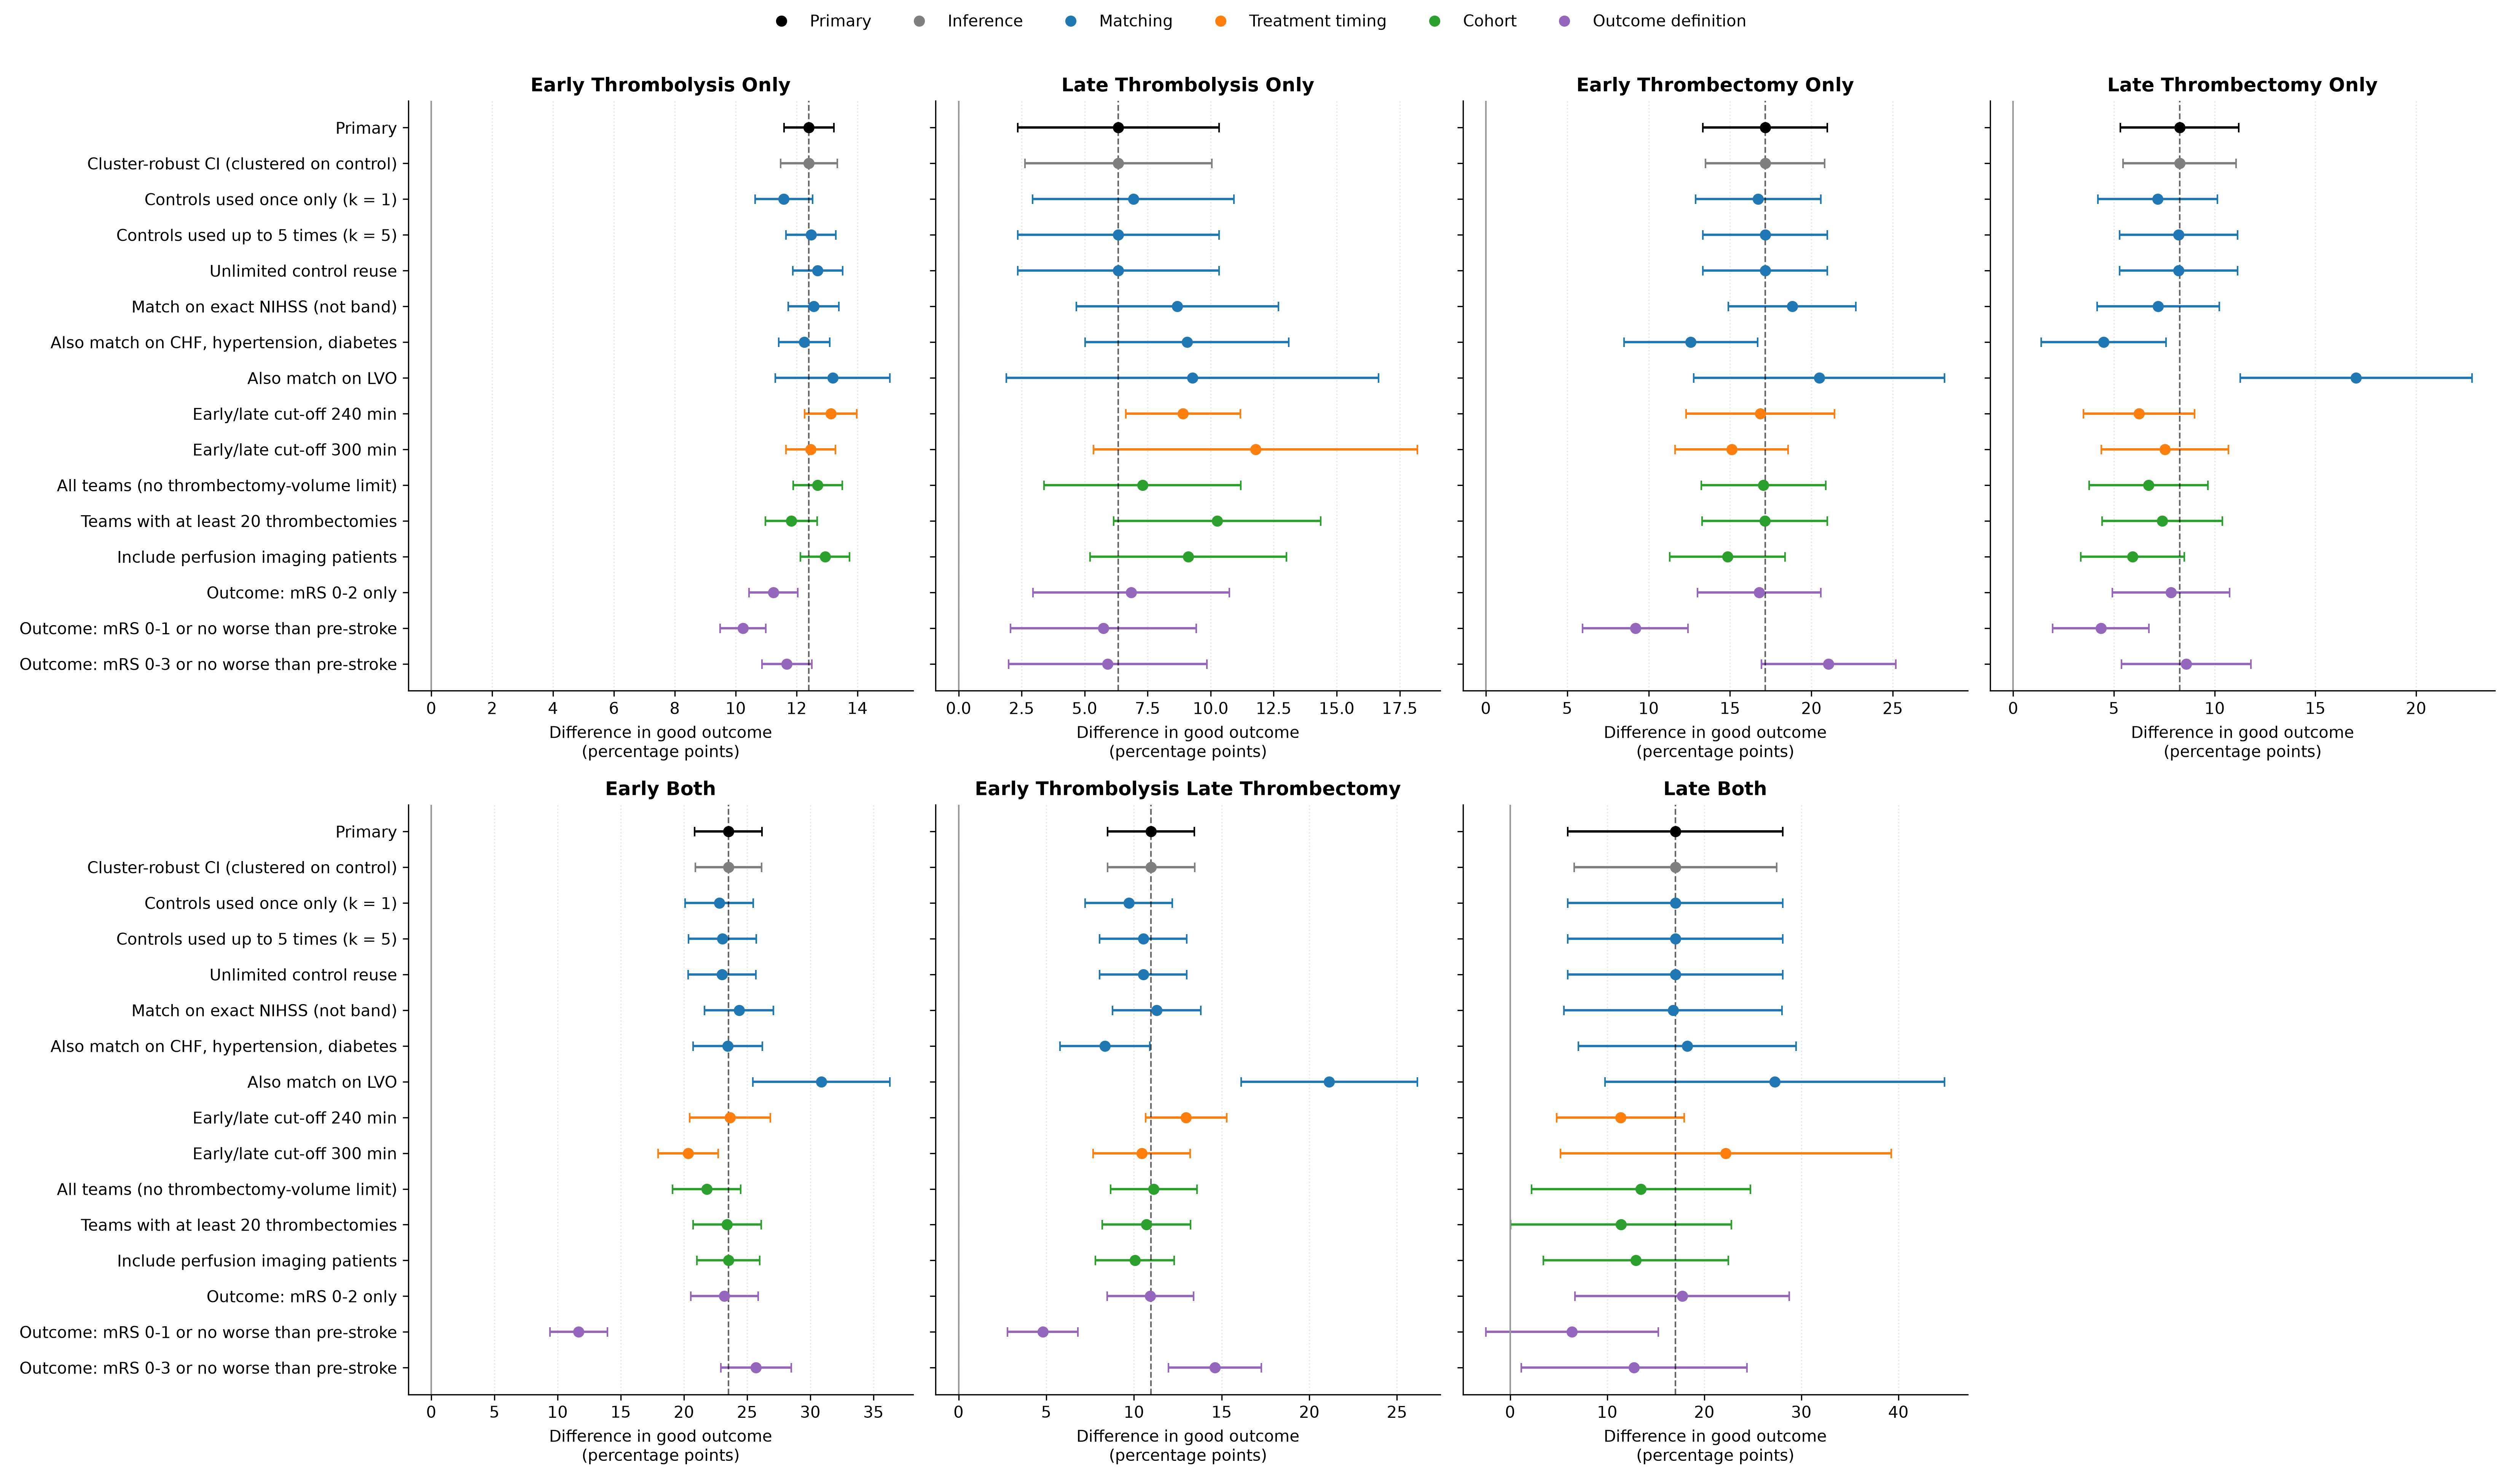 Primary
Inference
Matching
Treatment timing
Cohort
Outcome definition
Early Thrombolysis Only
Late Thrombolysis Only
Early Thrombectomy Only
Late Thrombectomy Only
Primary
Cluster-robust CI (clustered on control)
Controls used once only (k = 1)
Controls used up to 5 times (k = 5)
Unlimited control reuse
Match on exact NIHSS (not band)
Also match on CHF, hypertension, diabetes
Also match on LVO
Early/late cut-off 240 min
Early/late cut-off 300 min
All teams (no thrombectomy-volume limit)
Teams with at least 20 thrombectomies
Include perfusion imaging patients
Outcome: mRS 0-2 only
Outcome: mRS 0-1 or no worse than pre-stroke
Outcome: mRS 0-3 or no worse than pre-stroke
0 2 4 6 8 10 12 14
0.0 2.5 5.0 7.5 10.0 12.5 15.0 17.5
0 5 10 15 20 25
0 5 10 15 20
Difference in good outcome
(percentage points)
Difference in good outcome
(percentage points)
Difference in good outcome
(percentage points)
Difference in good outcome
(percentage points)
Early Both
Early Thrombolysis Late Thrombectomy
Late Both
Primary
Cluster-robust CI (clustered on control)
Controls used once only (k = 1)
Controls used up to 5 times (k = 5)
Unlimited control reuse
Match on exact NIHSS (not band)
Also match on CHF, hypertension, diabetes
Also match on LVO
Early/late cut-off 240 min
Early/late cut-off 300 min
All teams (no thrombectomy-volume limit)
Teams with at least 20 thrombectomies
Include perfusion imaging patients
Outcome: mRS 0-2 only
Outcome: mRS 0-1 or no worse than pre-stroke
Outcome: mRS 0-3 or no worse than pre-stroke
0 5 10 15 20 25 30 35
0 5 10 15 20 25
0 10 20 30 40
Difference in good outcome
(percentage points)
Difference in good outcome
(percentage points)
Difference in good outcome
(percentage points)